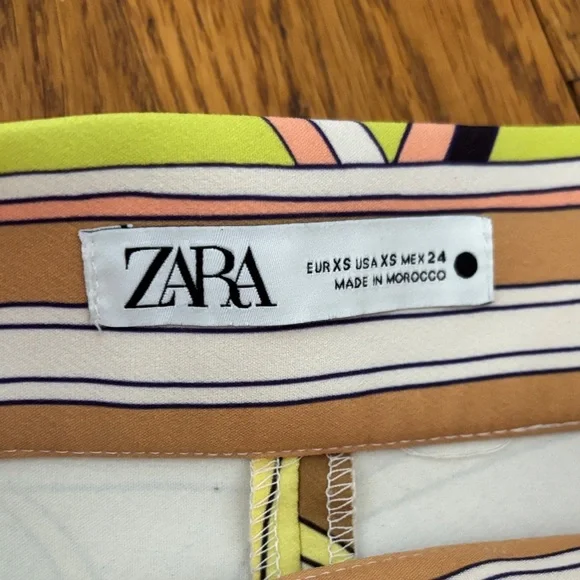 ZARA
EUR XS USA XS MEX 24
MADE IN MOROCCO